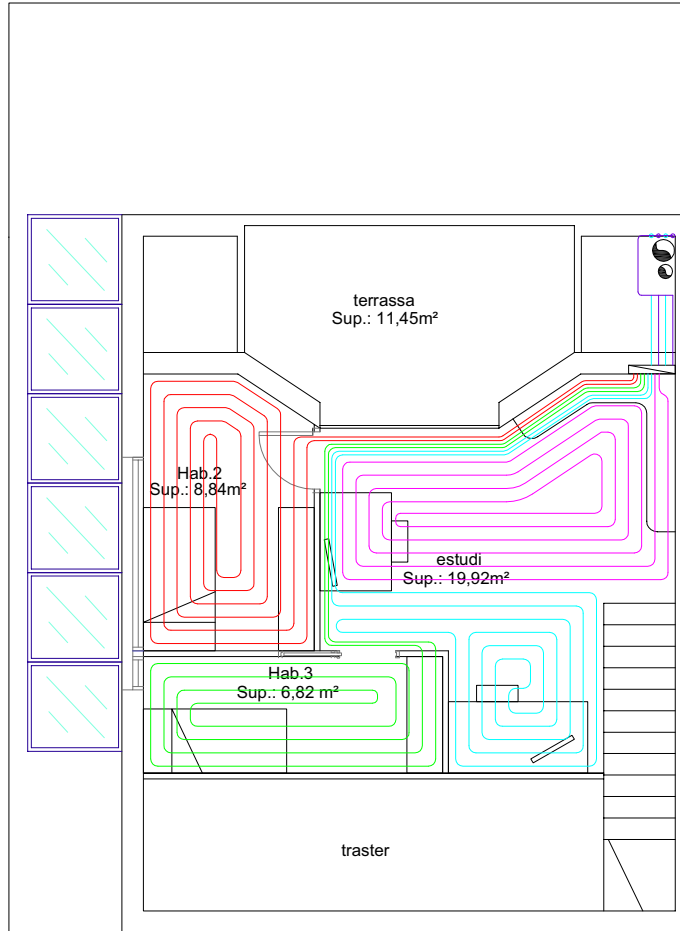 terrassa
Sup.: 11,45m²
Hab.2
Sup.: 8,84m²
estudi
Sup.: 19,92m²
Hab.3
Sup.: 6,82 m²
traster